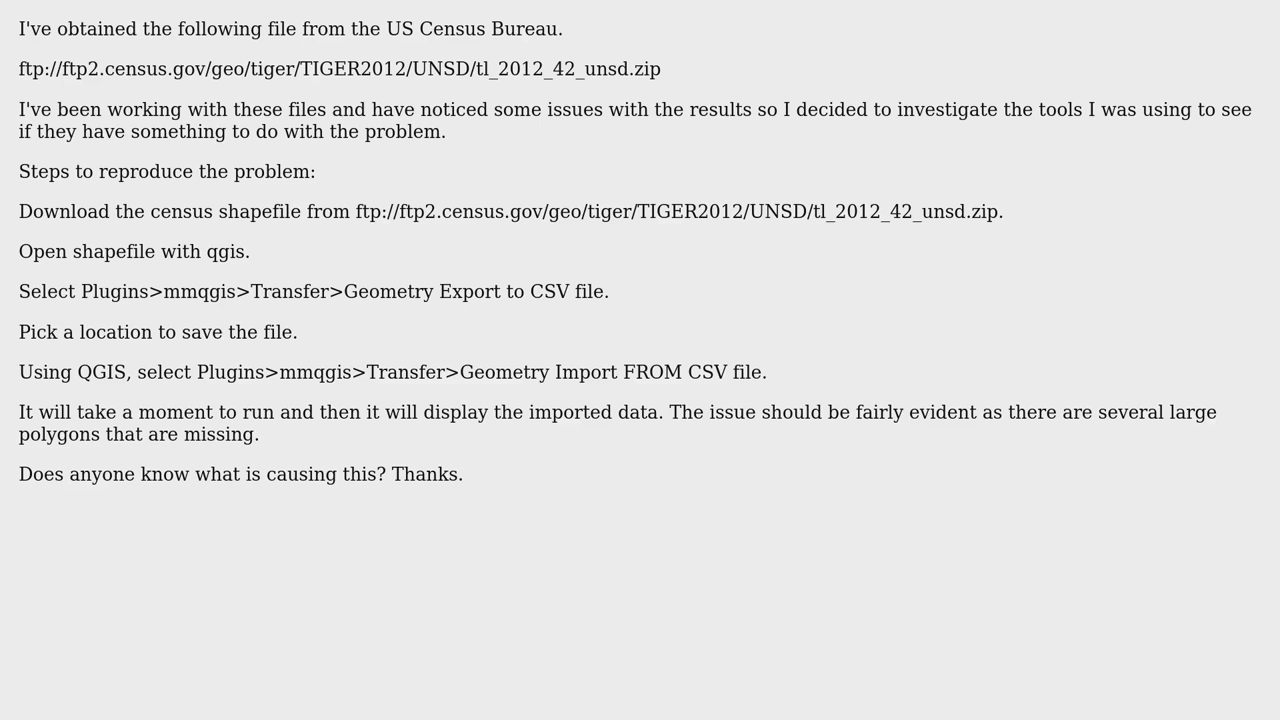 I've obtained the following file from the US Census Bureau.
ftp://ftp2.census.gov/geo/tiger/TIGER2012/UNSD/tl_2012_42_unsd.zip
I've been working with these files and have noticed some issues with the results so I decided to investigate the tools I was using to see
if they have something to do with the problem.
Steps to reproduce the problem:
Download the census shapefile from ftp://ftp2.census.gov/geo/tiger/TIGER2012/UNSD/tl_2012_42_unsd.zip.
Open shapefile with qgis.
Select Plugins>mmqgis>Transfer>Geometry Export to CSV file.
Pick a location to save the file.
Using QGIS, select Plugins>mmqgis>Transfer>Geometry Import FROM CSV file.
It will take a moment to run and then it will display the imported data. The issue should be fairly evident as there are several large
polygons that are missing.
Does anyone know what is causing this? Thanks.